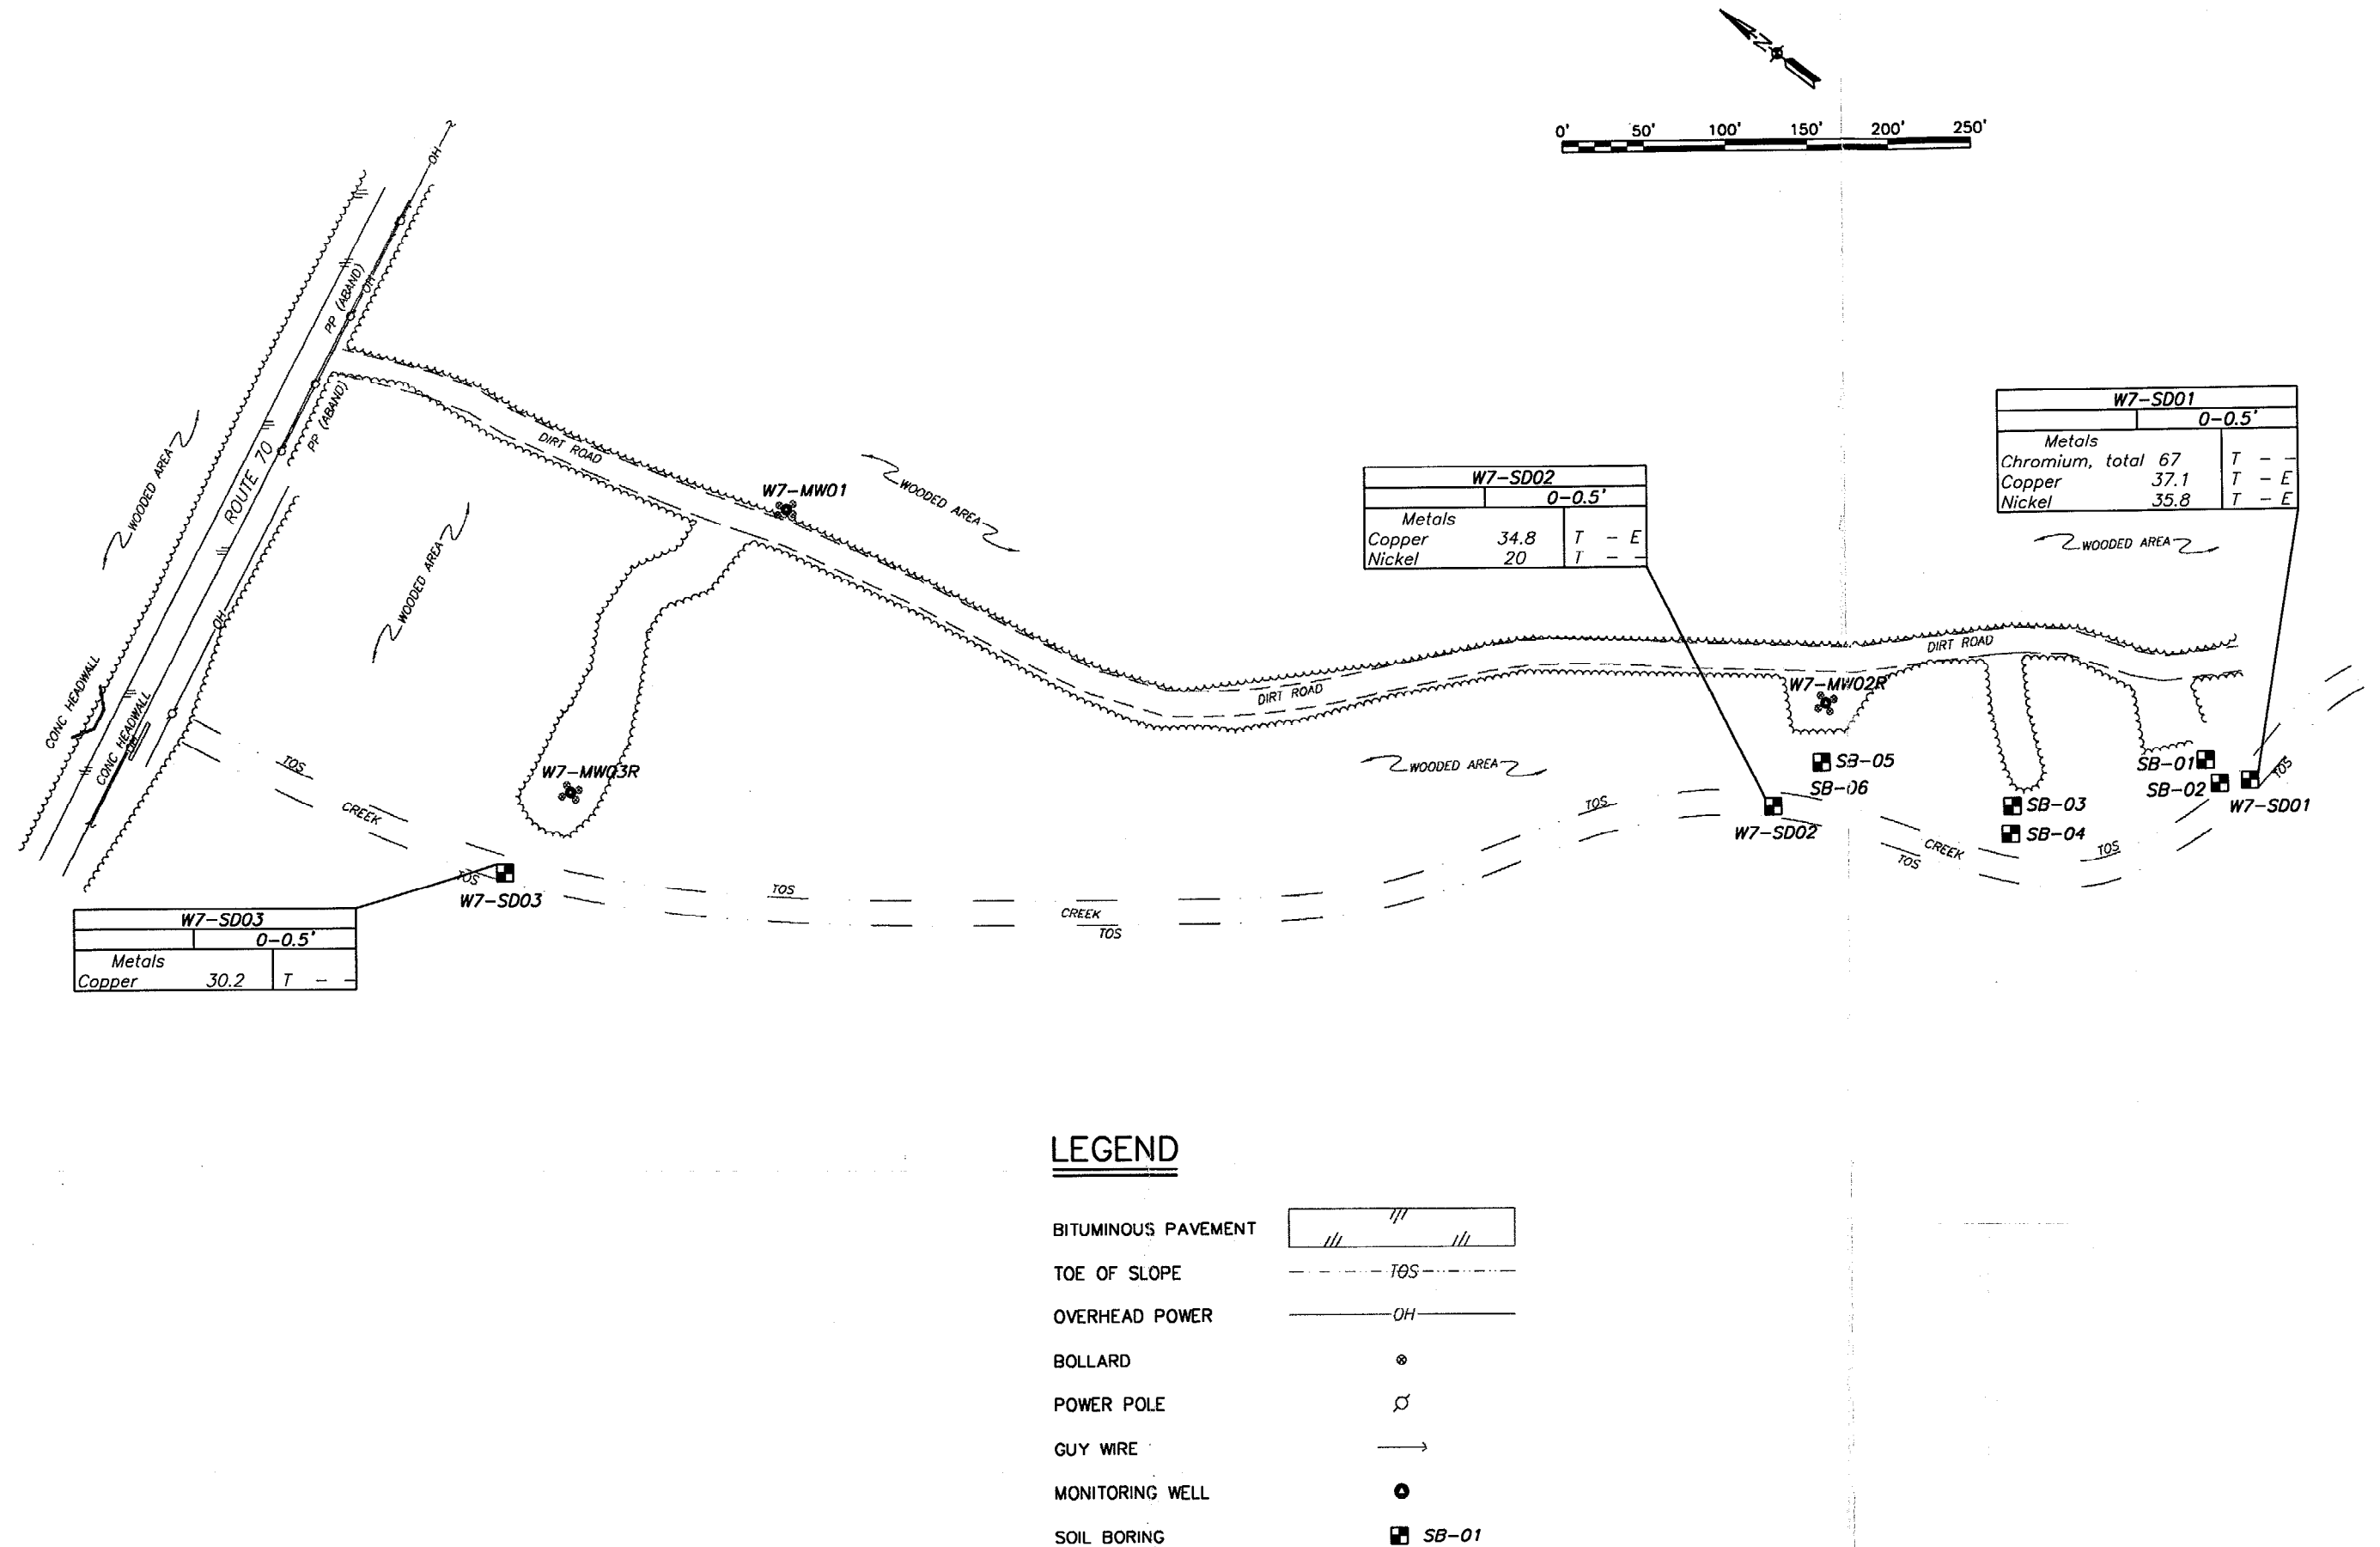 N
0' 50' 100' 150' 200' 250'
OH
PP (ABAND)
OH
PP (ABAND)
ROUTE 70
WOODED AREA
WOODED AREA
OH
CONC HEADWALL
CONC HEADWALL
OH
DIRT ROAD
W7-MW01
WOODED AREA
W7-SD02
0-0.5'
Metals
Copper 34.8 T - E
Nickel 20 T - -
W7-SD01
0-0.5'
Metals
Chromium, total 67 T - -
Copper 37.1 T - E
Nickel 35.8 T - E
WOODED AREA
DIRT ROAD
DIRT ROAD
W7-MW02R
WOODED AREA
SB-05
SB-06
W7-SD02
SB-03
SB-04
SB-01
SB-02
W7-SD01
TOS
TOS
CREEK
TOS
TOS
TOS
CREEK
W7-MW03R
TOS
W7-SD03
TOS
CREEK
TOS
W7-SD03
0-0.5'
Metals
Copper 30.2 T - -
LEGEND
BITUMINOUS PAVEMENT
TOE OF SLOPE TOS
OVERHEAD POWER OH
BOLLARD
POWER POLE
GUY WIRE
MONITORING WELL
SOIL BORING SB-01